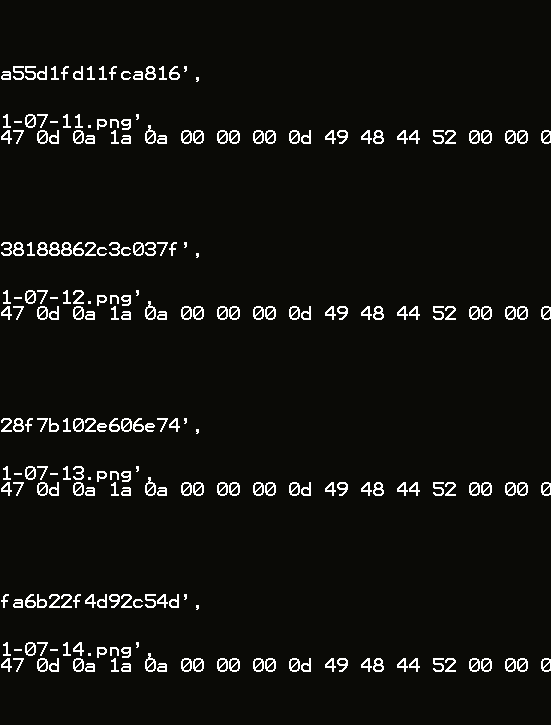 a55d1fd11fca816',
1-07-11.png',
47 0d 0a 1a 0a 00 00 00 0d 49 48 44 52 00 00 0
38188862c3c037f',
1-07-12.png',
47 0d 0a 1a 0a 00 00 00 0d 49 48 44 52 00 00 0
28f7b102e606e74',
1-07-13.png',
47 0d 0a 1a 0a 00 00 00 0d 49 48 44 52 00 00 0
fa6b22f4d92c54d',
1-07-14.png',
47 0d 0a 1a 0a 00 00 00 0d 49 48 44 52 00 00 0